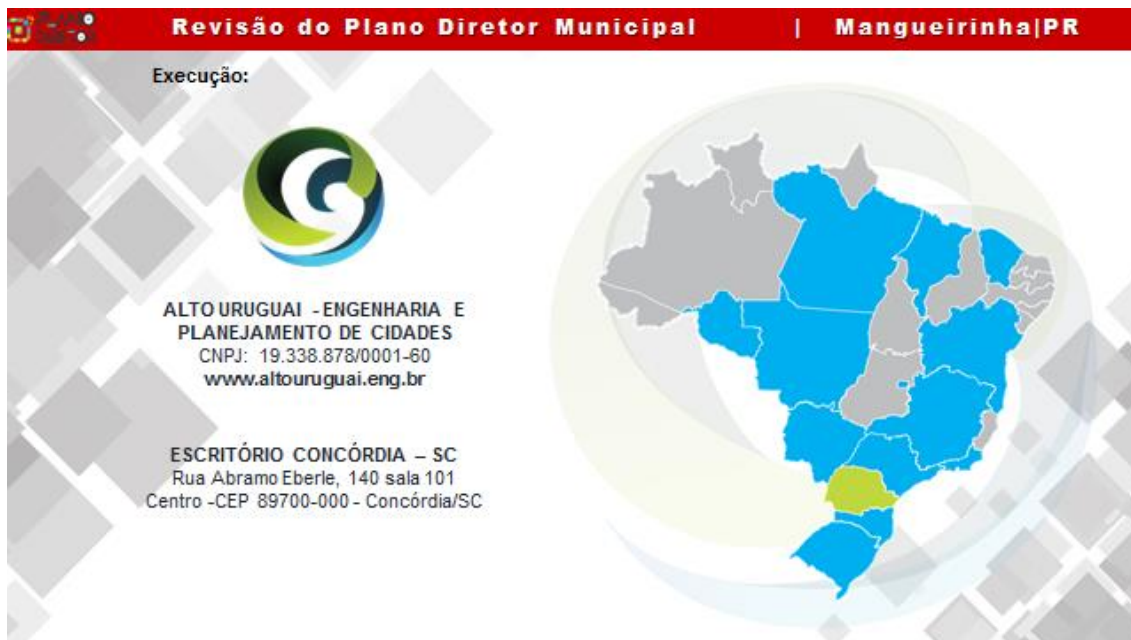 PLANO
DIRETOR
Revisão do Plano Diretor Municipal | Mangueirinha|PR
Execução:
ALTO URUGUAI - ENGENHARIA E
PLANEJAMENTO DE CIDADES
CNPJ: 19.338.878/0001-60
www.altouruguai.eng.br
ESCRITÓRIO CONCÓRDIA – SC
Rua Abramo Eberle, 140 sala 101
Centro -CEP 89700-000 - Concórdia/SC